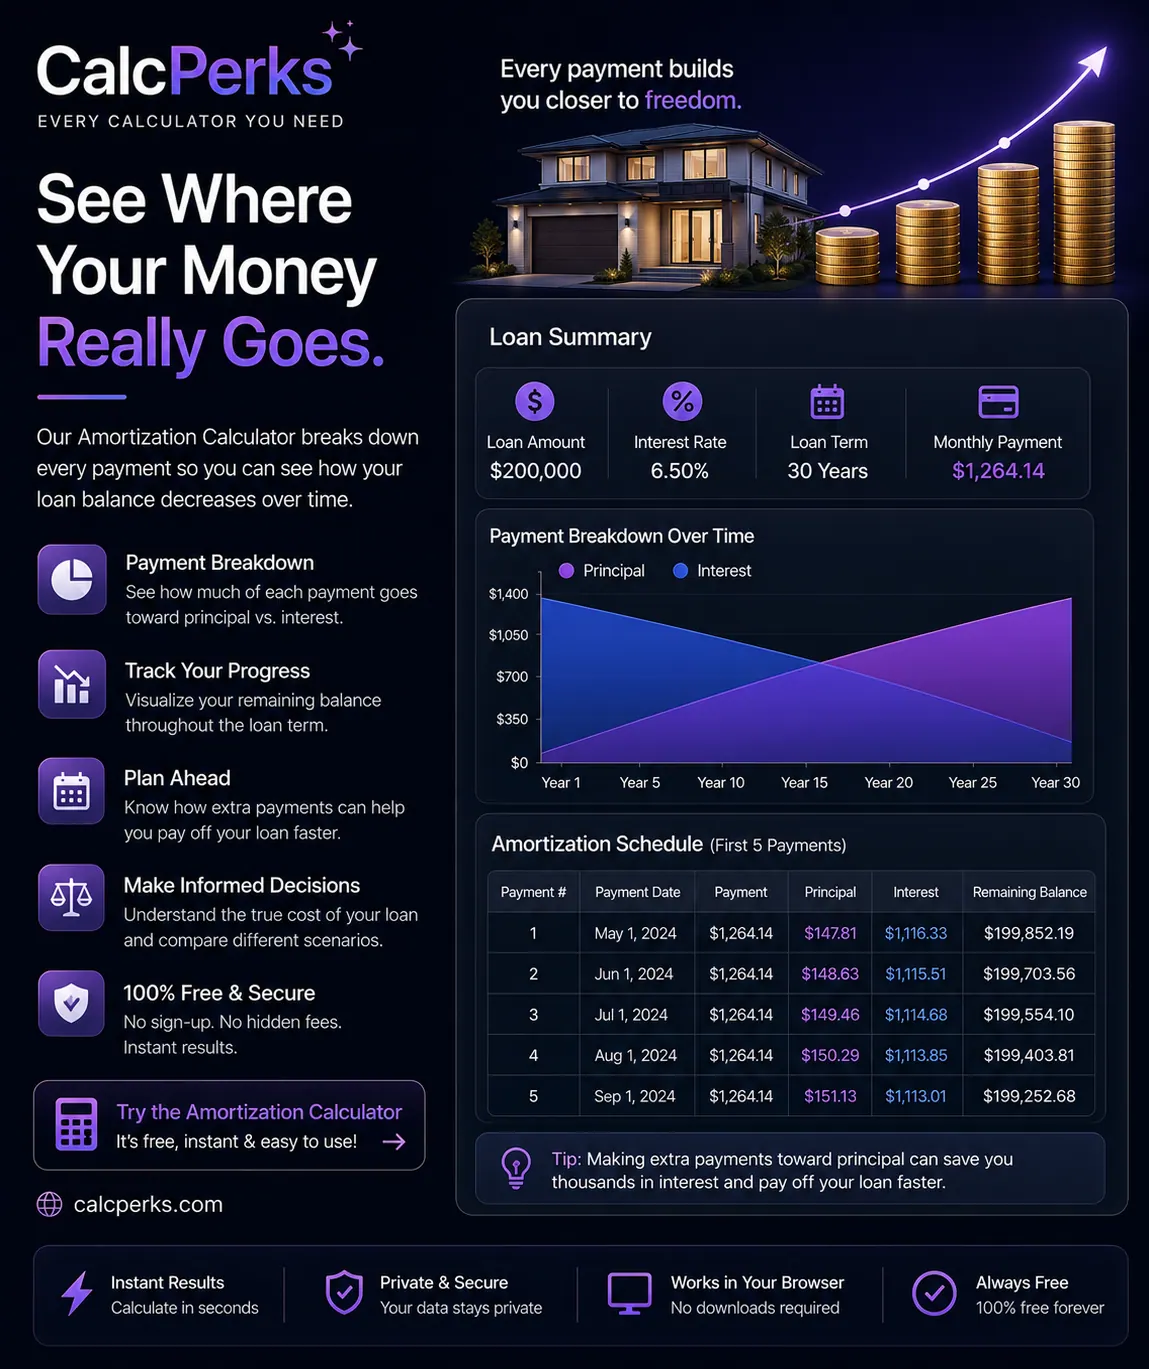 CalcPerks
EVERY CALCULATOR YOU NEED
See Where
Your Money
Really Goes.
Our Amortization Calculator breaks down
every payment so you can see how your
loan balance decreases over time.
Payment Breakdown
See how much of each payment goes
toward principal vs. interest.
Track Your Progress
Visualize your remaining balance
throughout the loan term.
Plan Ahead
Know how extra payments can help
you pay off your loan faster.
Make Informed Decisions
Understand the true cost of your loan
and compare different scenarios.
100% Free & Secure
No sign-up. No hidden fees.
Instant results.
Try the Amortization Calculator
It's free, instant & easy to use!
calcperks.com
Every payment builds
you closer to freedom.
Loan Summary
$ % 
Loan Amount Interest Rate Loan Term Monthly Payment
$200,000 6.50% 30 Years $1,264.14
Payment Breakdown Over Time
Principal Interest
$1,400
$1,050
$700
$350
$0
Year 1 Year 5 Year 10 Year 15 Year 20 Year 25 Year 30
Amortization Schedule (First 5 Payments)
Payment # Payment Date Payment Principal Interest Remaining Balance
1 May 1, 2024 $1,264.14 $147.81 $1,116.33 $199,852.19
2 Jun 1, 2024 $1,264.14 $148.63 $1,115.51 $199,703.56
3 Jul 1, 2024 $1,264.14 $149.46 $1,114.68 $199,554.10
4 Aug 1, 2024 $1,264.14 $150.29 $1,113.85 $199,403.81
5 Sep 1, 2024 $1,264.14 $151.13 $1,113.01 $199,252.68
Tip: Making extra payments toward principal can save you
thousands in interest and pay off your loan faster.
Instant Results Private & Secure Works in Your Browser Always Free
Calculate in seconds Your data stays private No downloads required 100% free forever